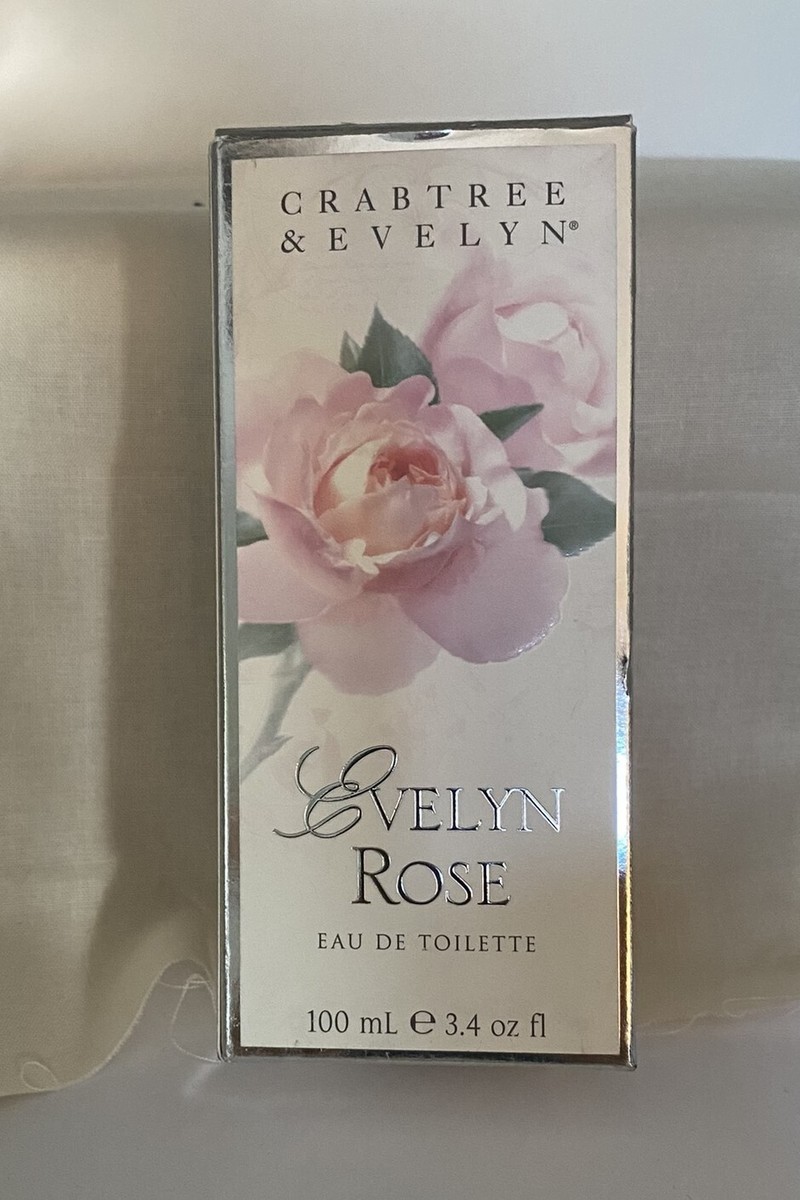 CRABTREE
& EVELYN®
EVELYN
ROSE
EAU DE TOILETTE
100 mL ℮ 3.4 oz fl